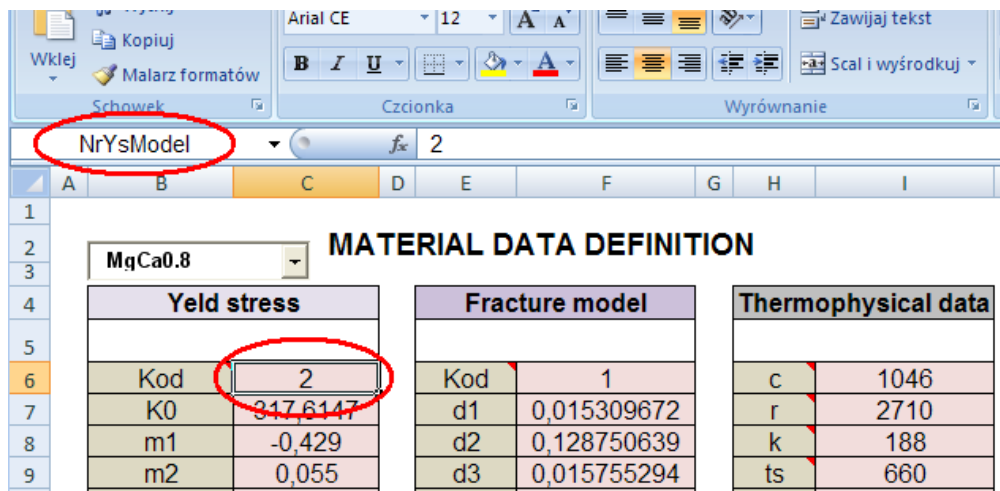 Arial CE 12 A A Zawijaj tekst
Wklej Kopiuj
Malarz formatów B I U A Scal i wyśrodkuj
Schowek Czcionka Wyrównanie
NrYsModel fx 2
A B C D E F G H I
1
2 MATERIAL DATA DEFINITION
3 MgCa0.8
4 Yeld stress Fracture model Thermophysical data
5
6 Kod 2 Kod 1 c 1046
7 K0 317,6147 d1 0,015309672 r 2710
8 m1 -0,429 d2 0,128750639 k 188
9 m2 0,055 d3 0,015755294 ts 660